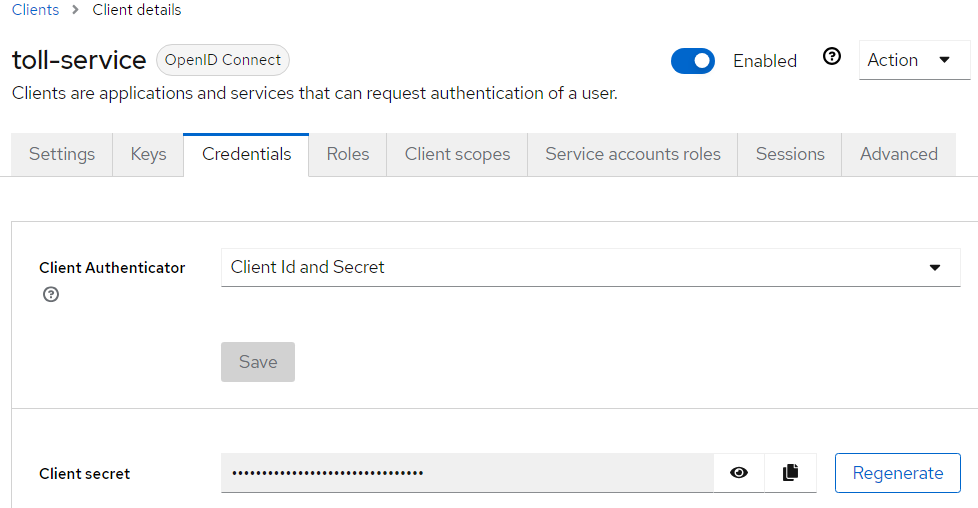 Clients > Client details
toll-service OpenID Connect Enabled Action
Clients are applications and services that can request authentication of a user.
Settings Keys Credentials Roles Client scopes Service accounts roles Sessions Advanced
Client Authenticator Client Id and Secret
Save
Client secret •••••••••••••••••••••••••••••••• Regenerate